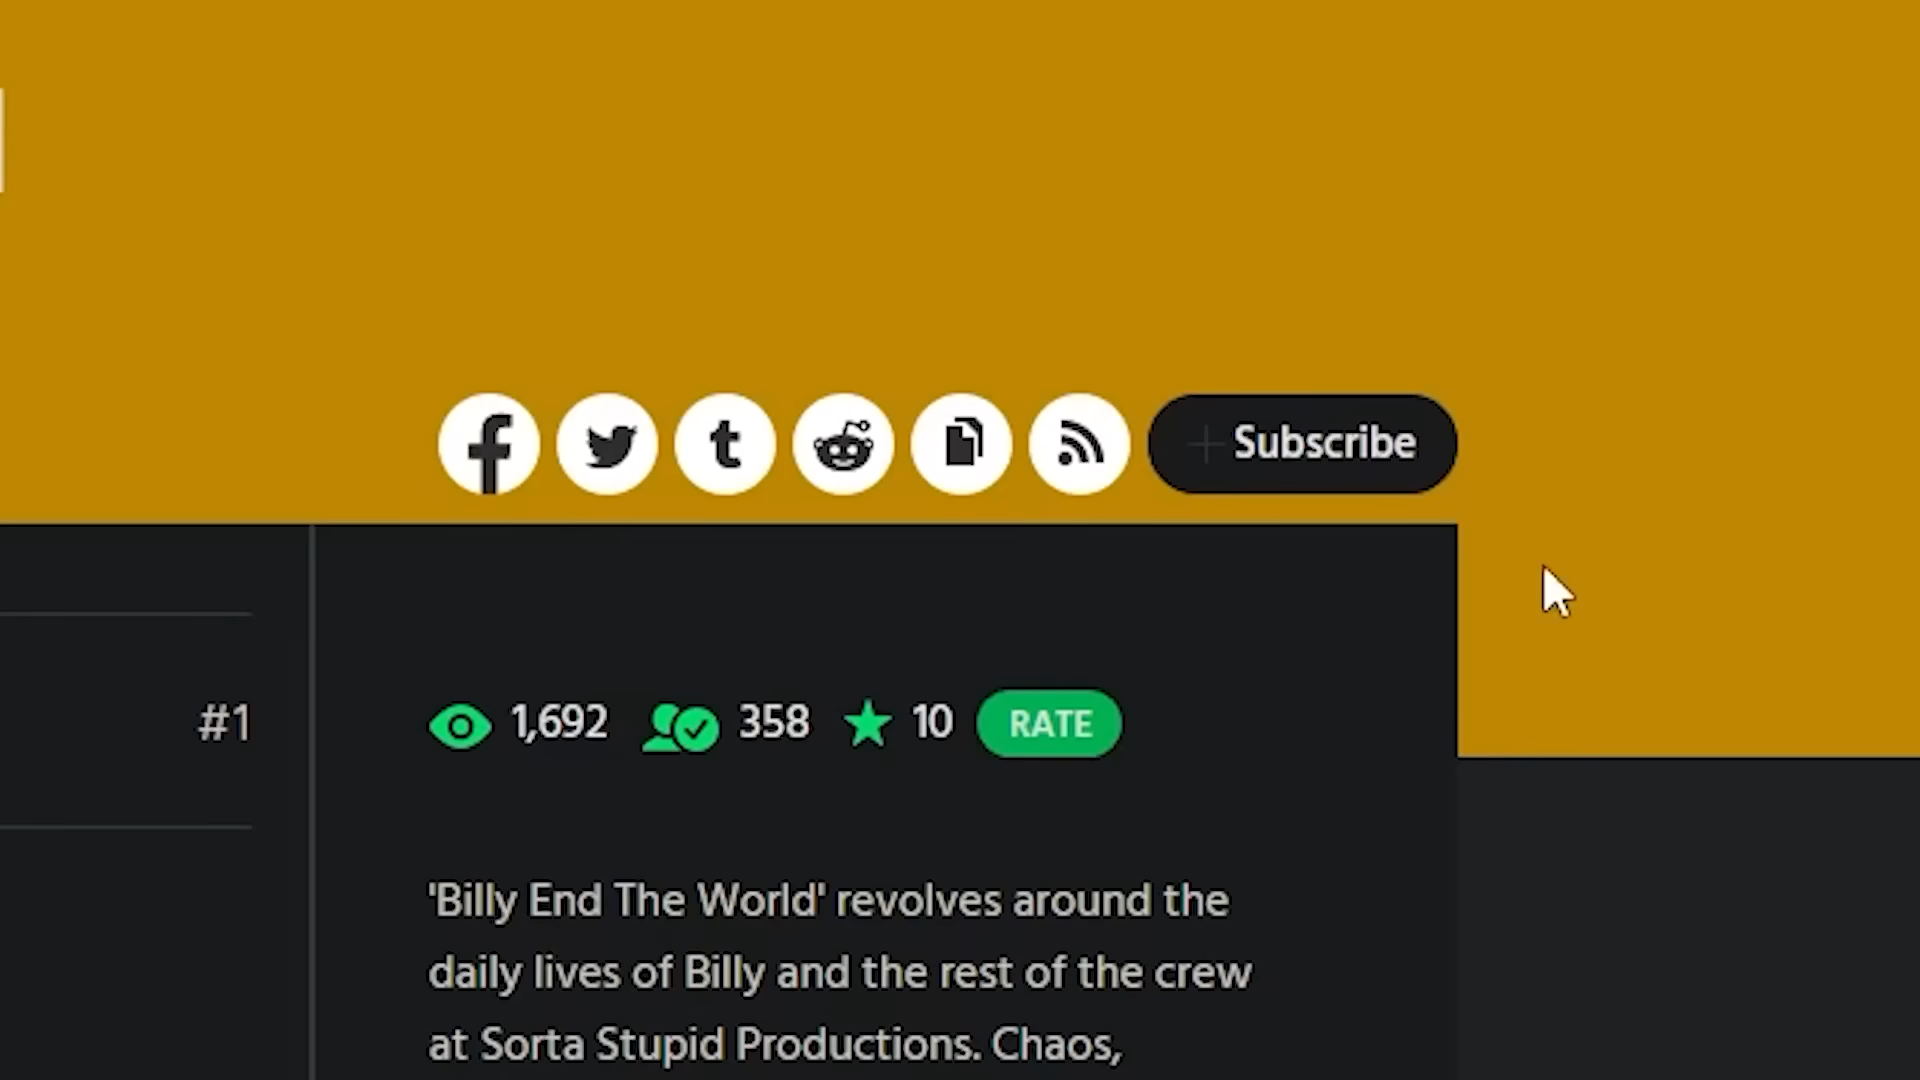 Subscribe
#1
1,692 358 10 RATE
'Billy End The World' revolves around the
daily lives of Billy and the rest of the crew
at Sorta Stupid Productions. Chaos,